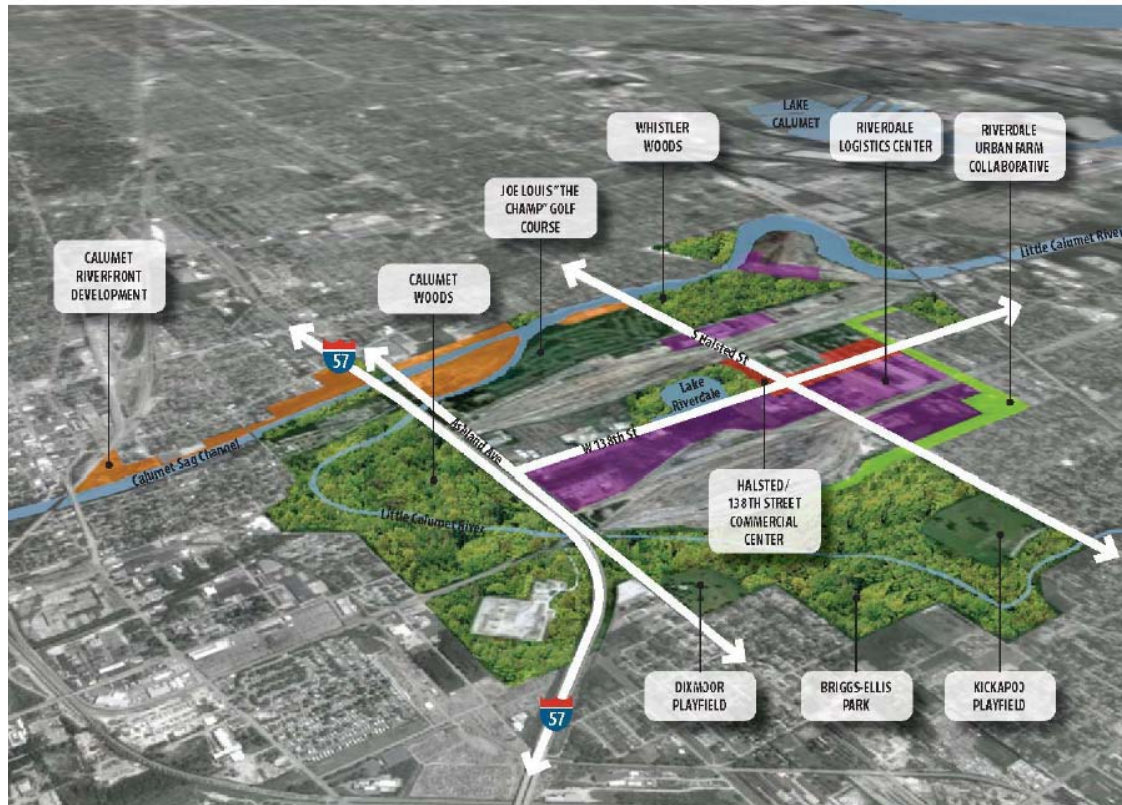 LAKE
CALUMET
WHISTLER
WOODS
RIVERDALE
LOGISTICS CENTER
RIVERDALE
URBAN FARM
COLLABORATIVE
JOE LOUIS "THE
CHAMP" GOLF
COURSE
CALUMET
RIVERFRONT
DEVELOPMENT
CALUMET
WOODS
Little Calumet River
57
S Halsted St
Lake
Riverdale
Ashland Ave
W 138th St
Calumet Sag Channel
Little Calumet River
HALSTED/
138TH STREET
COMMERCIAL
CENTER
DIXMOOR
PLAYFIELD
BRIGGS-ELLIS
PARK
KICKAPOO
PLAYFIELD
57